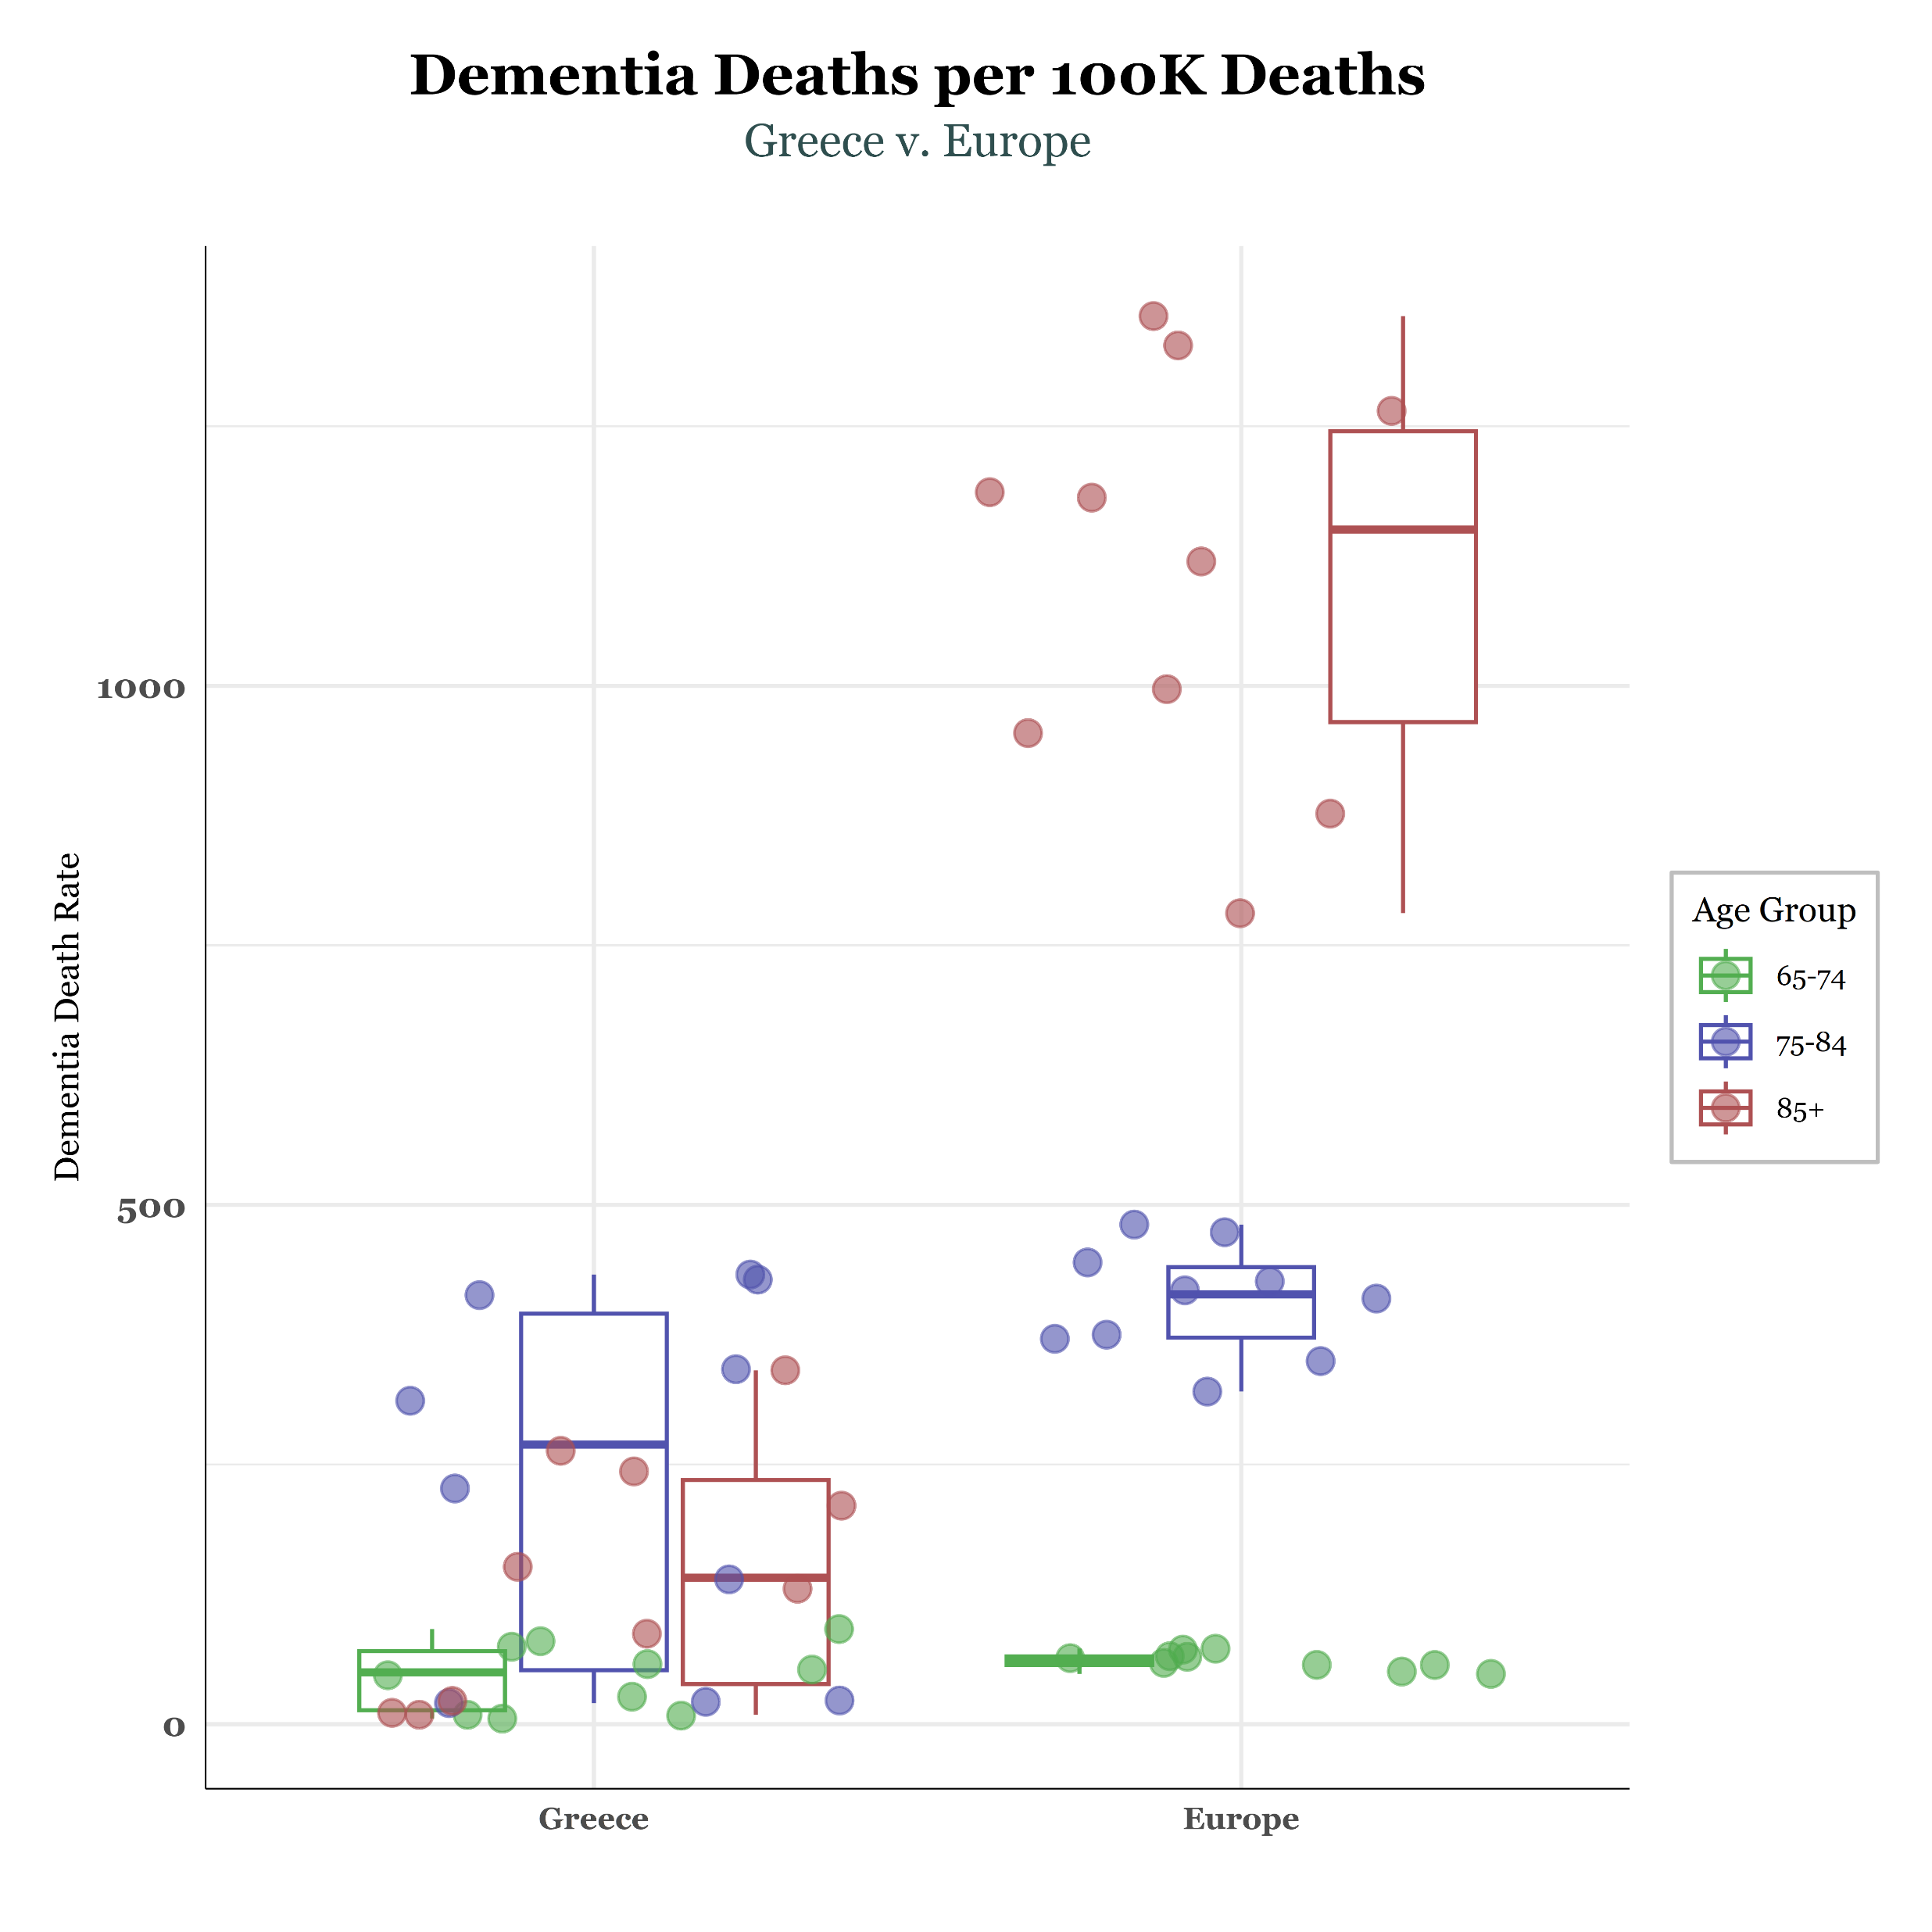 Dementia Deaths per 100K Deaths
Greece v. Europe
Dementia Death Rate
1000
500
0
Greece
Europe
Age Group
65-74
75-84
85+